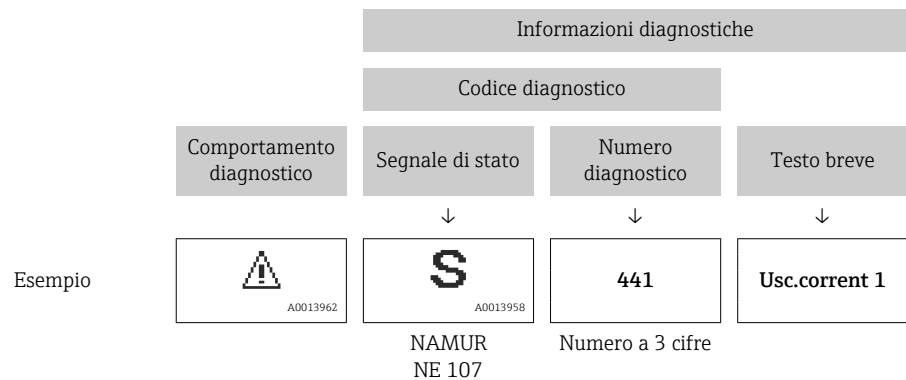 Informazioni diagnostiche
Codice diagnostico
Comportamento
diagnostico
Segnale di stato
Numero
diagnostico
Testo breve
↓ ↓ ↓
Esempio
A0013962
S
A0013958
441
Usc.corrent 1
NAMUR
NE 107
Numero a 3 cifre